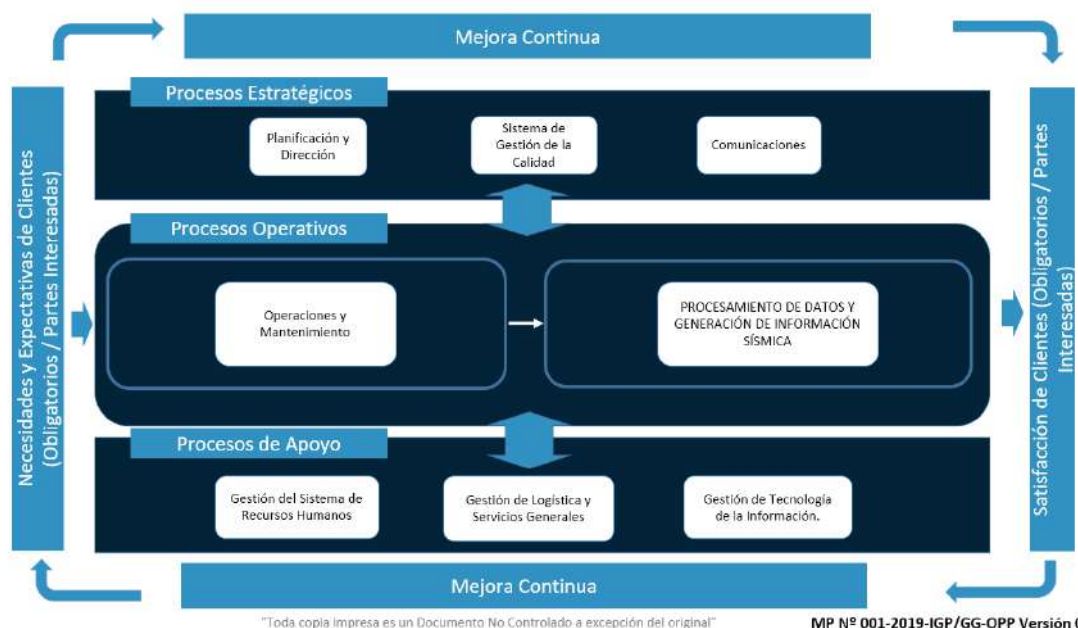 Mejora Continua
Necesidades y Expectativas de Clientes
(Obligatorios / Partes Interesadas)
Procesos Estratégicos
Planificación y
Dirección
Sistema de
Gestión de la
Calidad
Comunicaciones
Procesos Operativos
Operaciones y
Mantenimiento
PROCESAMIENTO DE DATOS Y
GENERACIÓN DE INFORMACIÓN
SÍSMICA
Procesos de Apoyo
Gestión del Sistema de
Recursos Humanos
Gestión de Logística y
Servicios Generales
Gestión de Tecnología
de la Información.
Satisfacción de Clientes (Obligatorios / Partes
Interesadas)
Mejora Continua
"Toda copia impresa es un Documento No Controlado a excepción del original"
MP Nº 001-2019-IGP/GG-OPP Versión